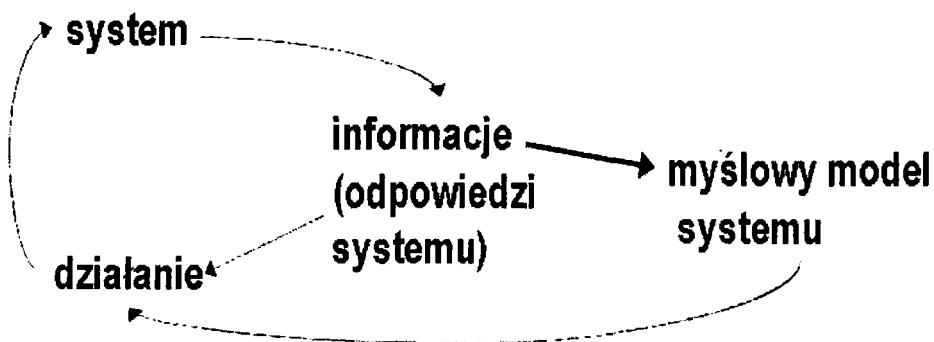 system
informacje
(odpowiedzi
systemu)
myślowy model
systemu
działanie